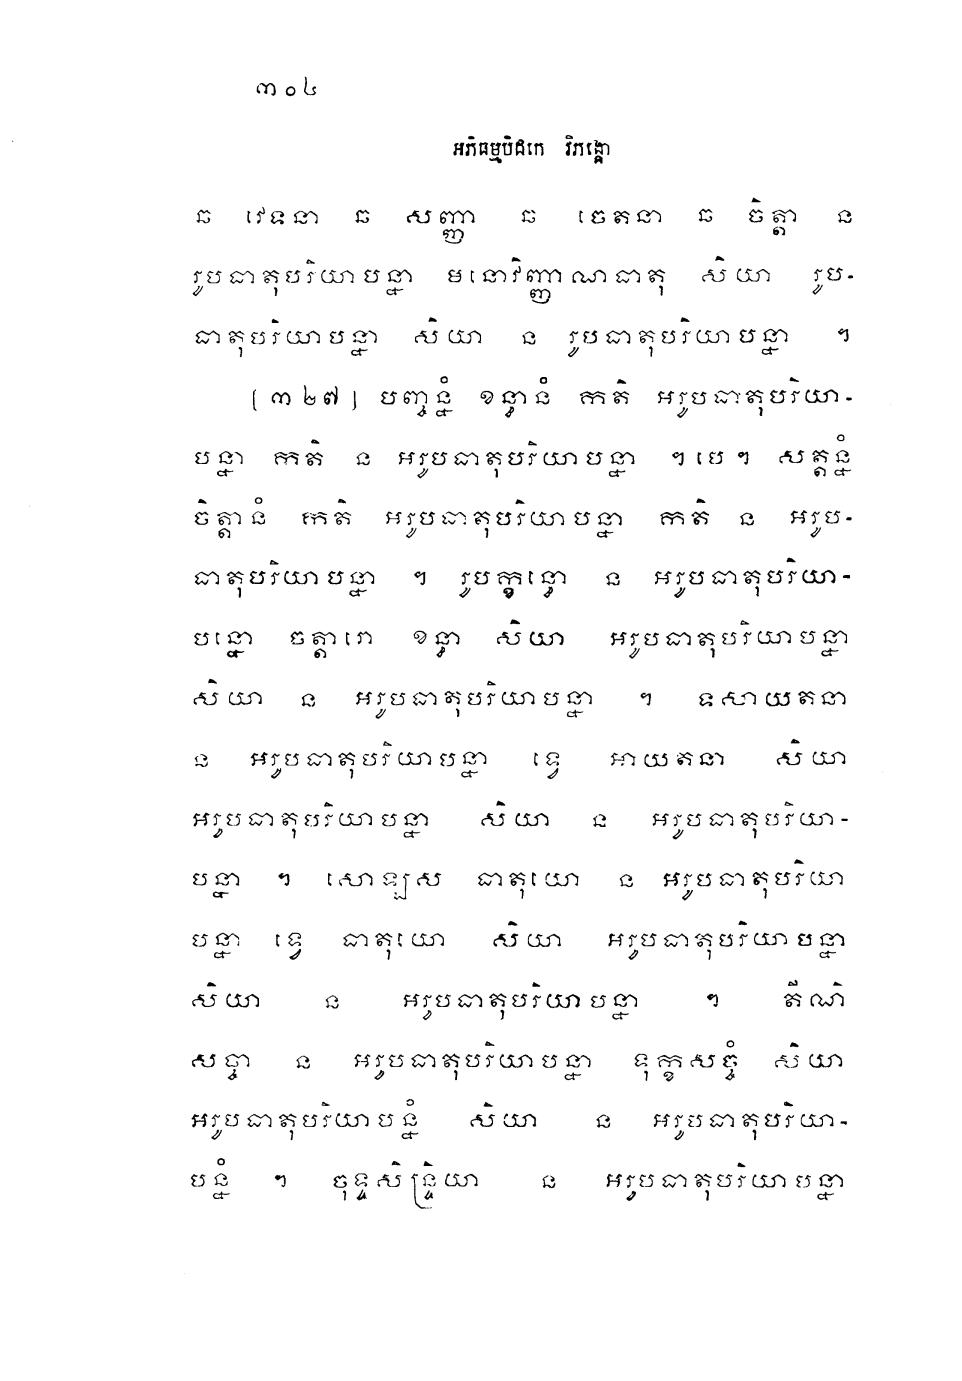 ៣០៤
អភិធម្មបិដកេ វិភង្គោ
ឆ វេទនា ឆ សញ្ញា ឆ ចេតនា ឆ ចិត្តា ន
រូបធាតុបរិយាបន្នា មនោវិញ្ញាណធាតុ សិយា រូប-
ធាតុបរិយាបន្នា សិយា ន រូបធាតុបរិយាបន្នា ។
[៣២៧] បញ្ចន្នំ ខន្ធានំ កតិ អរូបធាតុបរិយា-
បន្នា កតិ ន អរូបធាតុបរិយាបន្នា ។បេ។ សត្តន្នំ
ចិត្តានំ កតិ អរូបធាតុបរិយាបន្នា កតិ ន អរូប-
ធាតុបរិយាបន្នា ។ រូបក្ខន្ធោ ន អរូបធាតុបរិយា-
បន្នោ ចត្តារោ ខន្ធា សិយា អរូបធាតុបរិយាបន្នា
សិយា ន អរូបធាតុបរិយាបន្នា ។ ទសាយតនា
ន អរូបធាតុបរិយាបន្នា ទ្វេ អាយតនា សិយា
អរូបធាតុបរិយាបន្នា សិយា ន អរូបធាតុបរិយា-
បន្នា ។ សោឡស ធាតុយោ ន អរូបធាតុបរិយា
បន្នា ទ្វេ ធាតុយោ សិយា អរូបធាតុបរិយាបន្នា
សិយា ន អរូបធាតុបរិយាបន្នា ។ តីណិ
សច្ចា ន អរូបធាតុបរិយាបន្នា ទុក្ខសច្ចំ សិយា
អរូបធាតុបរិយាបន្នំ សិយា ន អរូបធាតុបរិយា-
បន្នំ ។ ចុទ្ទសិន្ទ្រិយា ន អរូបធាតុបរិយាបន្នា